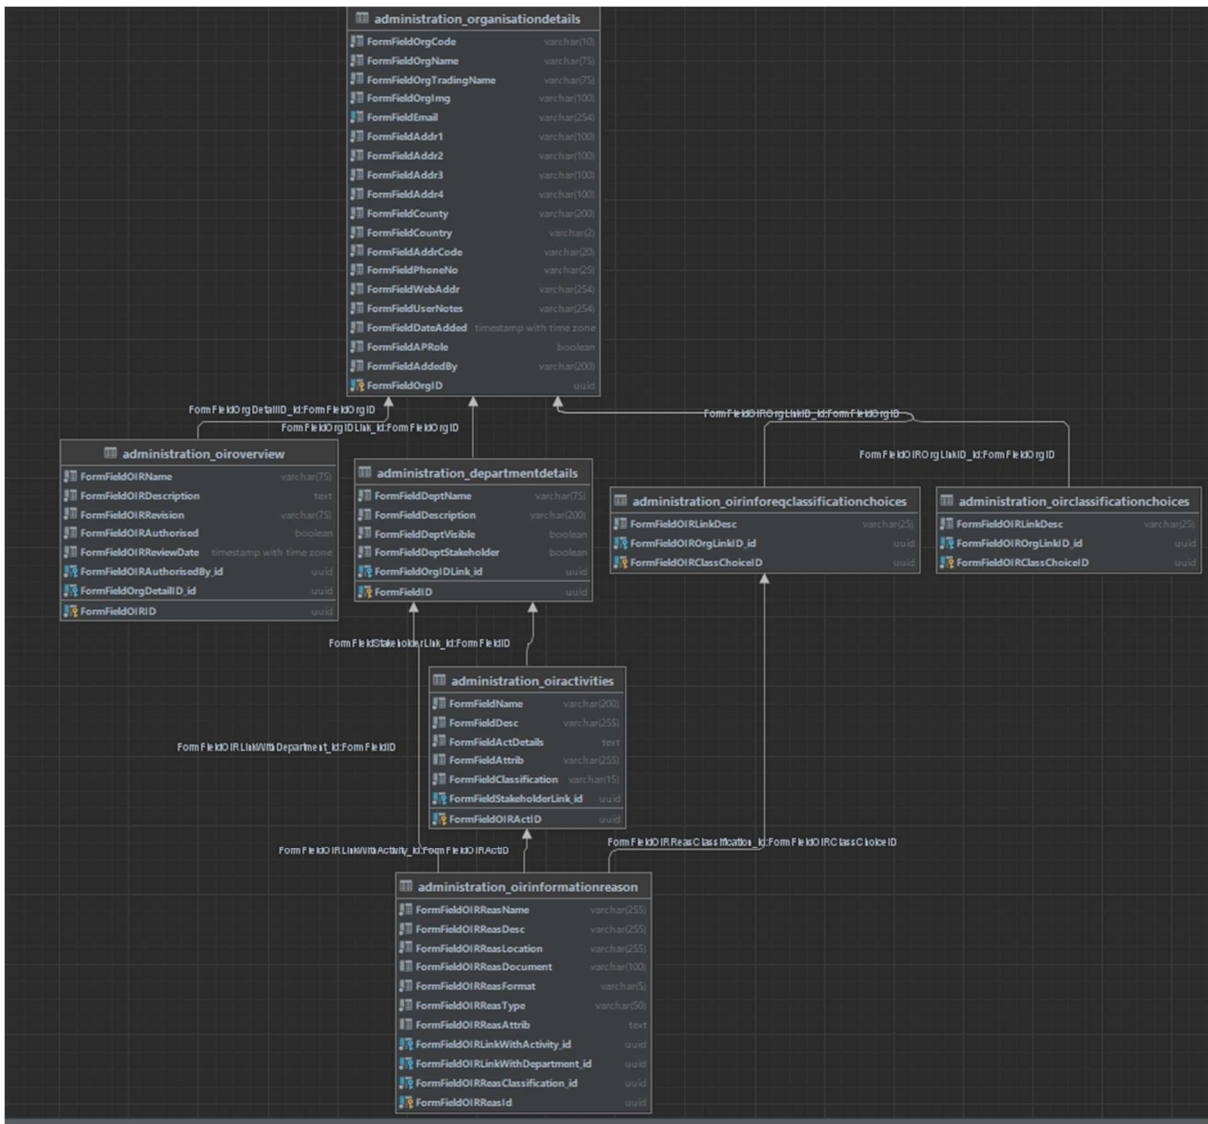 administration_organisationdetails
FormFieldOrgCode varchar(10)
FormFieldOrgName varchar(75)
FormFieldOrgTradingName varchar(75)
FormFieldOrgImg varchar(100)
FormFieldEmail varchar(254)
FormFieldAddr1 varchar(100)
FormFieldAddr2 varchar(100)
FormFieldAddr3 varchar(100)
FormFieldAddr4 varchar(100)
FormFieldCounty varchar(200)
FormFieldCountry varchar(2)
FormFieldAddrCode varchar(20)
FormFieldPhoneNo varchar(25)
FormFieldWebAddr varchar(254)
FormFieldUserNotes varchar(254)
FormFieldDateAdded timestamp with time zone
FormFieldAPRole boolean
FormFieldAddedBy varchar(200)
FormFieldOrgID uuid
FormFieldOrgDetailID_id:FormFieldOrgID
FormFieldOrgIDLink_id:FormFieldOrgID
FormFieldOIROrgLinkID_id:FormFieldOrgID
FormFieldOIROrgLinkID_id:FormFieldOrgID
administration_oiroverview
FormFieldOIRName varchar(75)
FormFieldOIRDescription text
FormFieldOIRRevision varchar(75)
FormFieldOIRAuthorised boolean
FormFieldOIRReviewDate timestamp with time zone
FormFieldOIRAuthorisedBy_id uuid
FormFieldOrgDetailID_id uuid
FormFieldOIRID uuid
administration_departmentdetails
FormFieldDeptName varchar(75)
FormFieldDescription varchar(200)
FormFieldDeptVisible boolean
FormFieldDeptStakeholder boolean
FormFieldOrgIDLink_id uuid
FormFieldID uuid
administration_oirinforeqclassificationchoices
FormFieldOIRLinkDesc varchar(25)
FormFieldOIROrgLinkID_id uuid
FormFieldOIRClassChoiceID uuid
administration_oirclassificationchoices
FormFieldOIRLinkDesc varchar(25)
FormFieldOIROrgLinkID_id uuid
FormFieldOIRClassChoiceID uuid
FormFieldStakeholderLink_id:FormFieldID
administration_oiractivities
FormFieldName varchar(200)
FormFieldDesc varchar(255)
FormFieldActDetails text
FormFieldAttrib varchar(255)
FormFieldClassification varchar(15)
FormFieldStakeholderLink_id uuid
FormFieldOIRActID uuid
FormFieldOIRLinkWithDepartment_id:FormFieldID
FormFieldOIRLinkWithActivity_id:FormFieldOIRActID
FormFieldOIRReasClassification_id:FormFieldOIRClassChoiceID
administration_oirinformationreason
FormFieldOIRReasName varchar(255)
FormFieldOIRReasDesc varchar(255)
FormFieldOIRReasLocation varchar(255)
FormFieldOIRReasDocument varchar(100)
FormFieldOIRReasFormat varchar(5)
FormFieldOIRReasType varchar(50)
FormFieldOIRReasAttrib text
FormFieldOIRLinkWithActivity_id uuid
FormFieldOIRLinkWithDepartment_id uuid
FormFieldOIRReasClassification_id uuid
FormFieldOIRReasId uuid